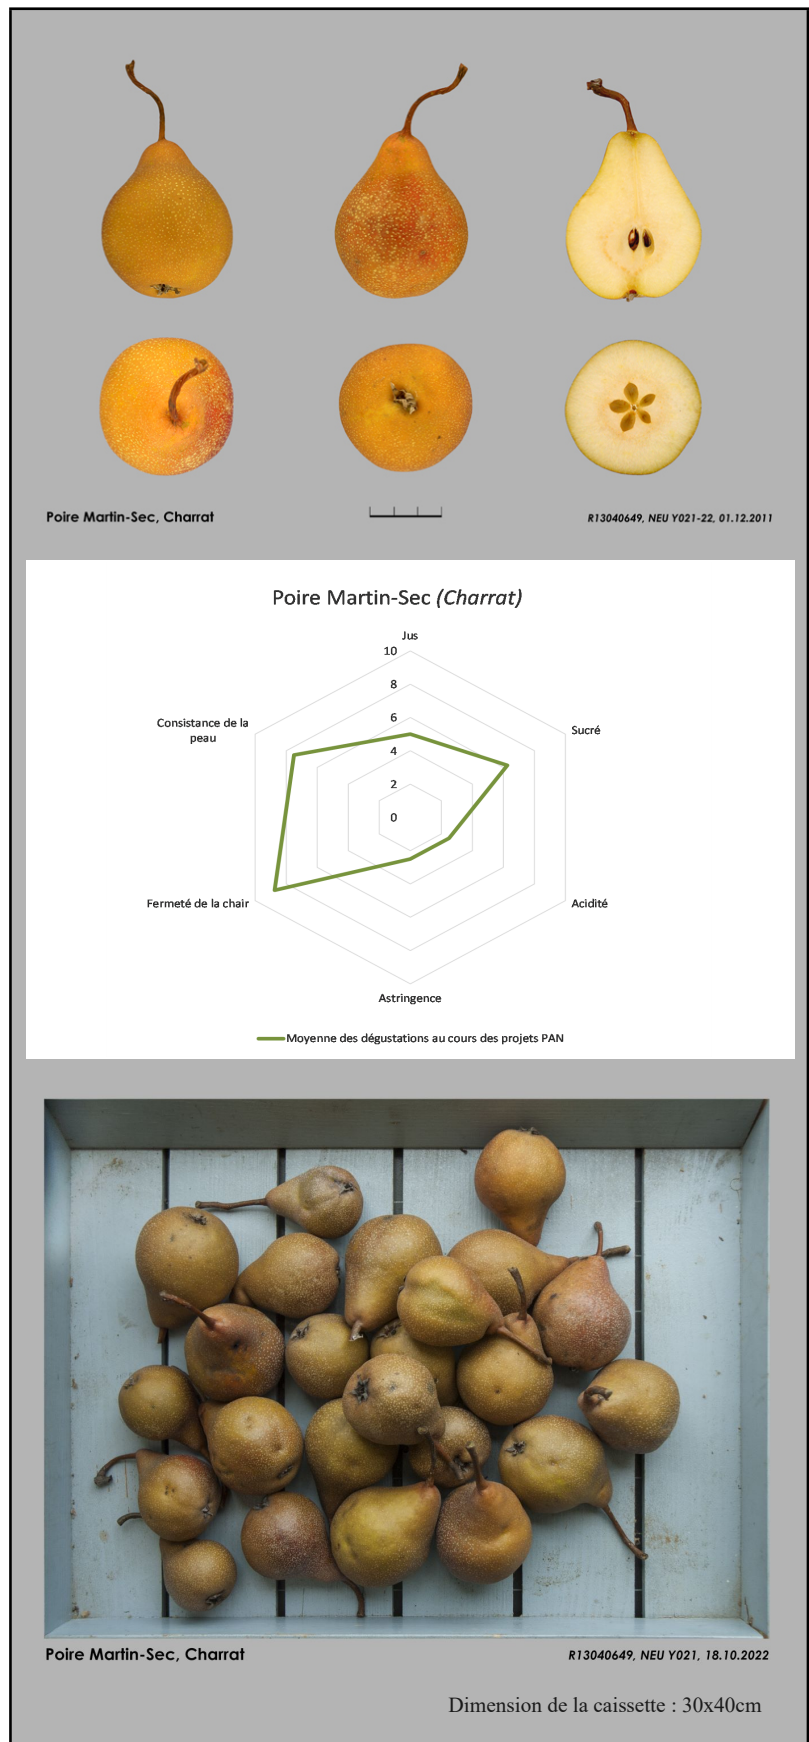 Poire Martin-Sec, Charrat
R13040649, NEU Y021-22, 01.12.2011
Poire Martin-Sec (Charrat)
Jus
10
8
6
4
2
0
Sucré
Acidité
Astringence
Fermeté de la chair
Consistance de la
peau
Moyenne des dégustations au cours des projets PAN
Poire Martin-Sec, Charrat
R13040649, NEU Y021, 18.10.2022
Dimension de la caissette : 30x40cm